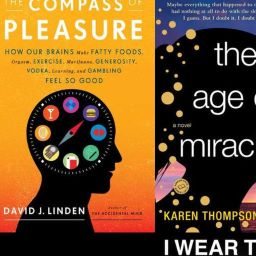 THE COMPASS OF
PLEASURE
HOW OUR BRAINS MAKE FATTY FOODS,
Orgasm, EXERCISE, Marijuana, GENEROSITY,
VODKA, Learning, and GAMBLING
FEEL SO GOOD
DAVID J. LINDEN
Author of
THE ACCIDENTAL MIND
Maybe everything that happened to
had nothing at all to do with the
I guess. But I doubt it. I doubt
the
age o
a novel
mirac
KAREN THOMPSON
I WEAR T